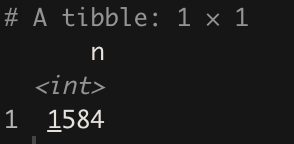 # A tibble: 1 × 1
n
<int>
1 1584